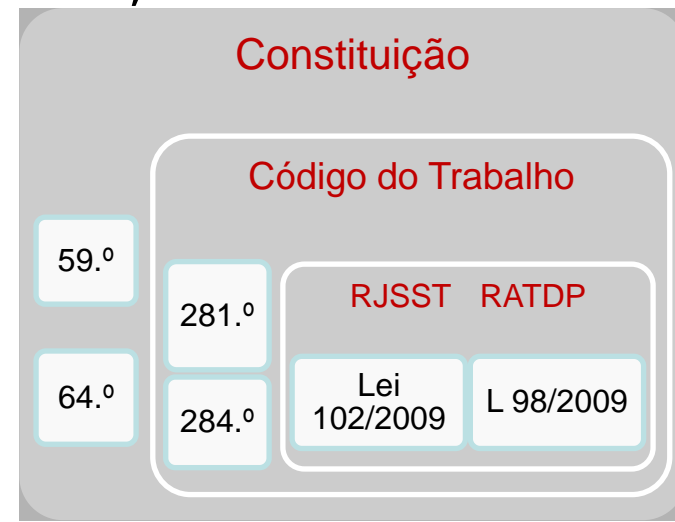 Constituição
Código do Trabalho
59.º
64.º
281.º
284.º
RJSST RATDP
Lei
102/2009
L 98/2009